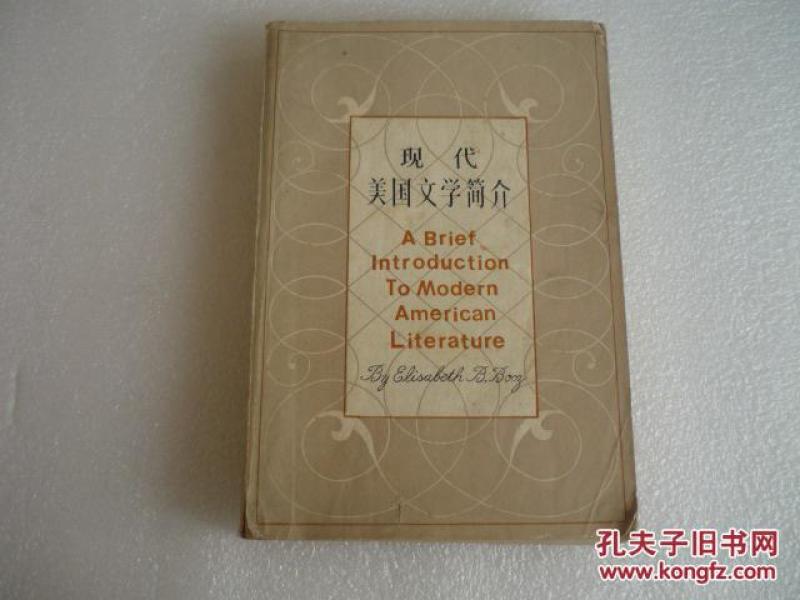 现代
美国文学简介
A Brief
Introduction
To Modern
American
Literature
By Elisabeth B. Booz
孔夫子旧书网
www.kongfz.com